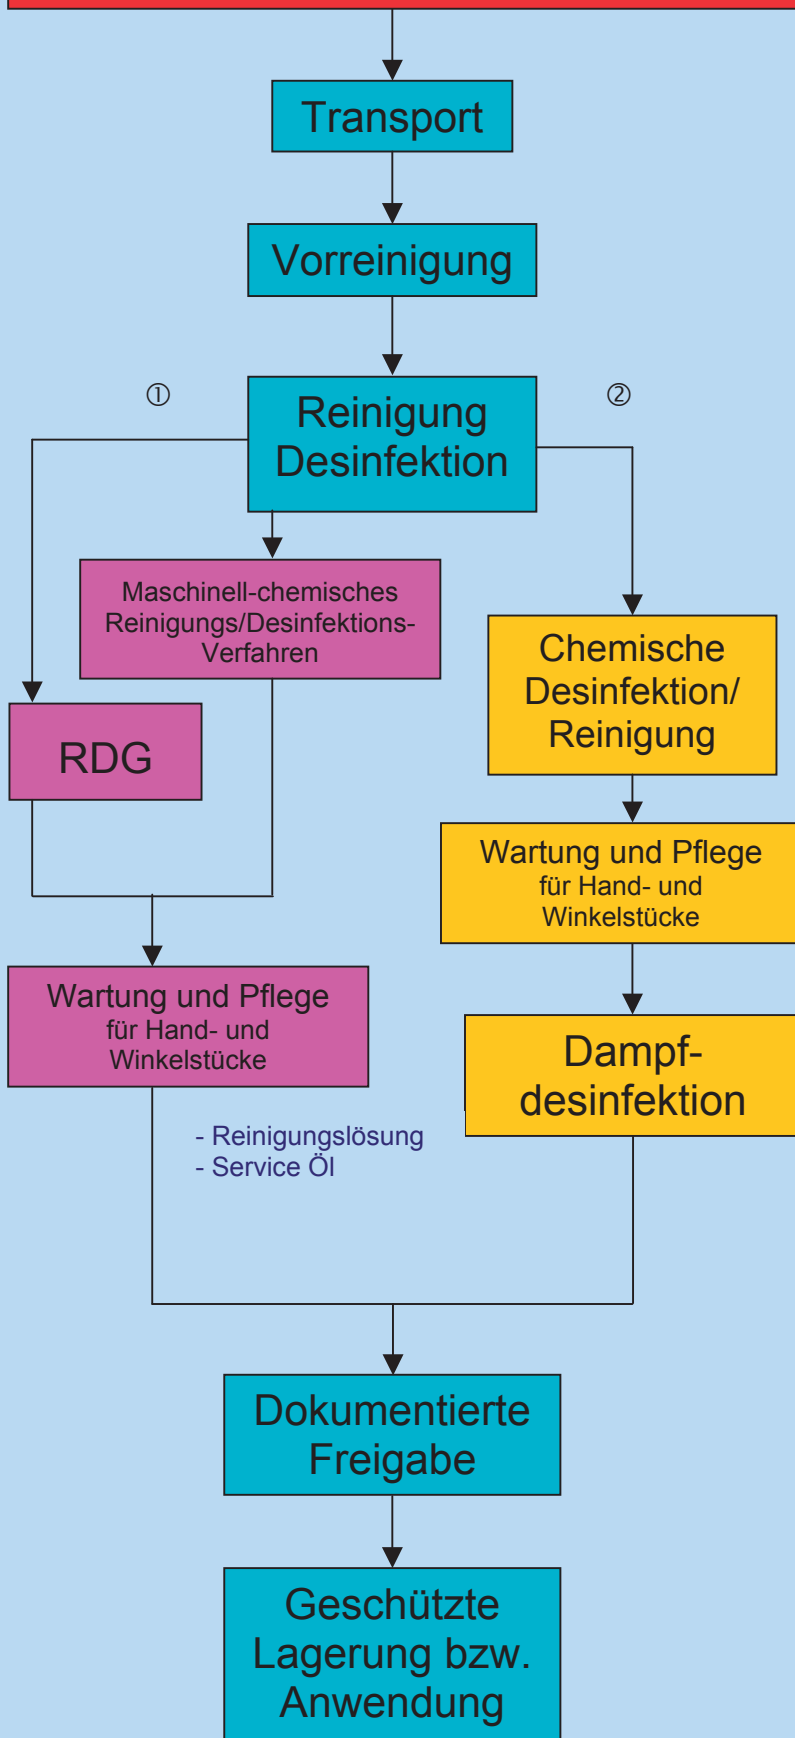 Transport
Vorreinigung
①
②
Reinigung
Desinfektion
Maschinell-chemisches
Reinigungs/Desinfektions-
Verfahren
RDG
Chemische
Desinfektion/
Reinigung
Wartung und Pflege
für Hand- und
Winkelstücke
Wartung und Pflege
für Hand- und
Winkelstücke
Dampf-
desinfektion
- Reinigungslösung
- Service Öl
Dokumentierte
Freigabe
Geschützte
Lagerung bzw.
Anwendung